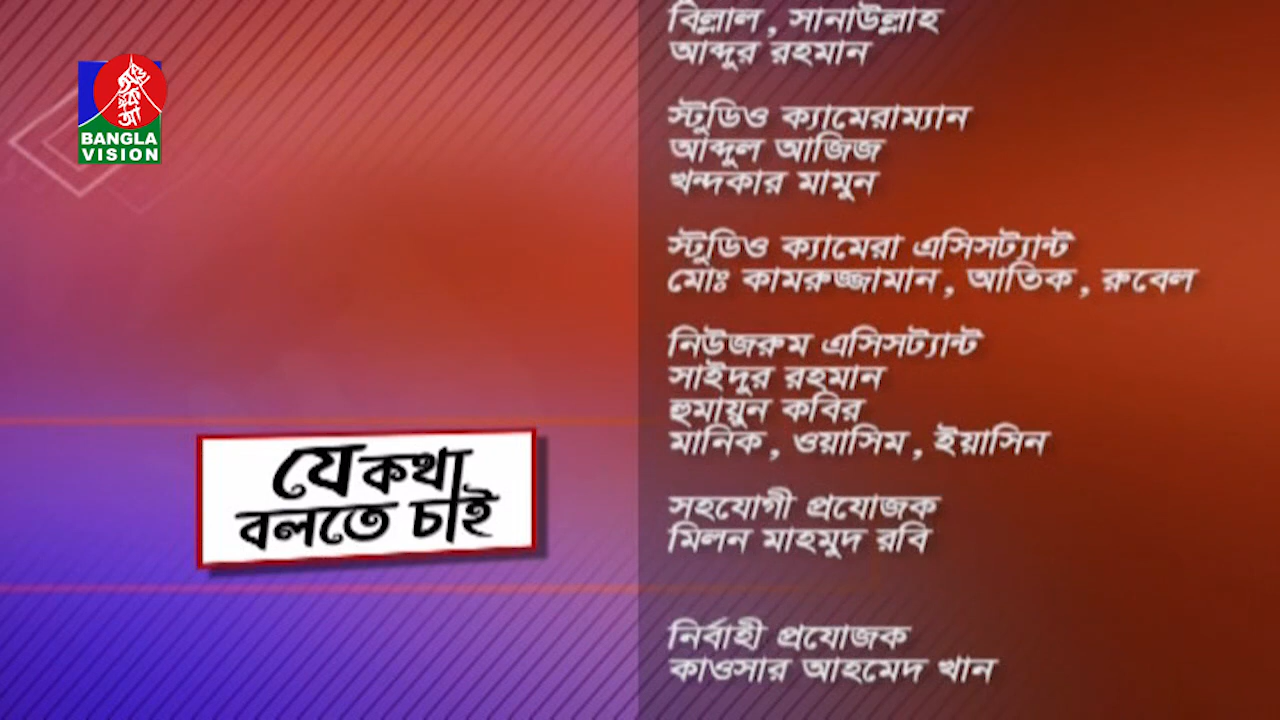 BANGLA
VISION
যে কথা
বলতে চাই
বিল্লাল, সানাউল্লাহ
আব্দুর রহমান
স্টুডিও ক্যামেরাম্যান
আব্দুল আজিজ
খন্দকার মামুন
স্টুডিও ক্যামেরা এসিসট্যান্ট
মোঃ কামরুজ্জামান, আতিক, রুবেল
নিউজরুম এসিসট্যান্ট
সাইদুর রহমান
হুমায়ুন কবির
মানিক, ওয়াসিম, ইয়াসিন
সহযোগী প্রযোজক
মিলন মাহমুদ রবি
নির্বাহী প্রযোজক
কাওসার আহমেদ খান